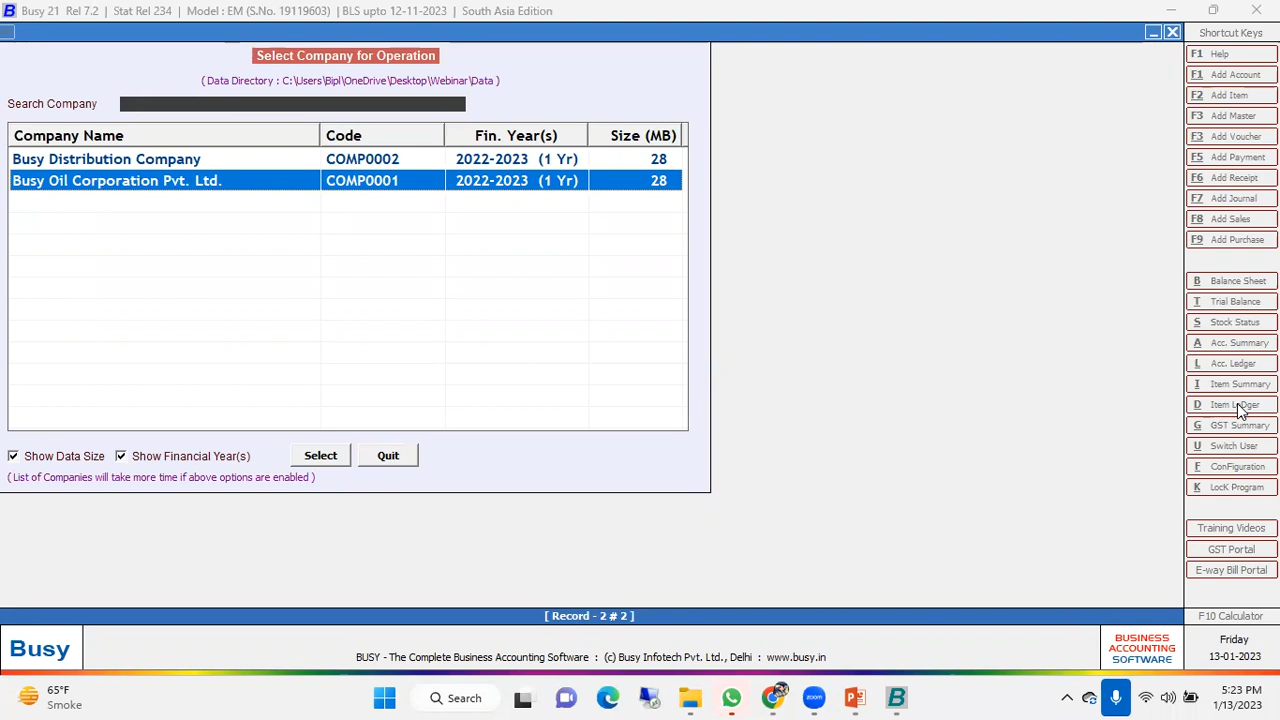 Busy 21 Rel 7.2 | Stat Rel 234 | Model : EM (S.No. 19119603) | BLS upto 12-11-2023 | South Asia Edition
Select Company for Operation
( Data Directory : C:\Users\Bipl\OneDrive\Desktop\Webinar\Data )
Search Company
Company Name Code Fin. Year(s) Size (MB)
Busy Distribution Company COMP0002 2022-2023 (1 Yr) 28
Busy Oil Corporation Pvt. Ltd. COMP0001 2022-2023 (1 Yr) 28
Show Data Size Show Financial Year(s) Select Quit
( List of Companies will take more time if above options are enabled )
Shortcut Keys
F1 Help
F1 Add Account
F2 Add Item
F3 Add Master
F3 Add Voucher
F5 Add Payment
F6 Add Receipt
F7 Add Journal
F8 Add Sales
F9 Add Purchase
B Balance Sheet
T Trial Balance
S Stock Status
A Acc. Summary
L Acc. Ledger
I Item Summary
D Item Ledger
G GST Summary
U Switch User
F ConFiguration
K LocK Program
Training Videos
GST Portal
E-way Bill Portal
[ Record - 2 # 2 ]
F10 Calculator
Busy
BUSY - The Complete Business Accounting Software : (c) Busy Infotech Pvt. Ltd., Delhi : www.busy.in
BUSINESS
ACCOUNTING
SOFTWARE
Friday
13-01-2023
65°F
Smoke
Search
zoom
5:23 PM
1/13/2023